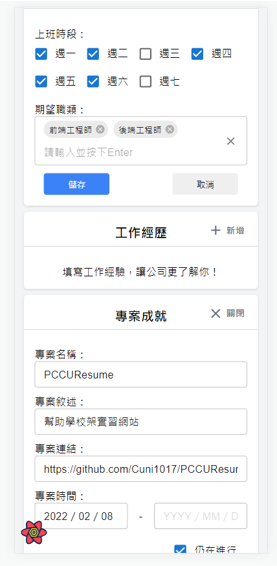 上班時段：
週一 週二 週三 週四
週五 週六 週七
期望職類：
前端工程師 後端工程師
請輸入並按下Enter
儲存 取消
工作經歷 + 新增
填寫工作經驗，讓公司更了解你！
專案成就 × 關閉
專案名稱：
PCCUResume
專案敘述：
幫助學校架實習網站
專案連結：
https://github.com/Cuni1017/PCCUResum
專案時間：
2022 / 02 / 08 - YYYY / MM / D
仍在進行